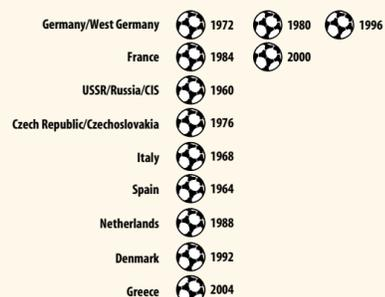 Germany/West Germany 1972 1980 1996
France 1984 2000
USSR/Russia/CIS 1960
Czech Republic/Czechoslovakia 1976
Italy 1968
Spain 1964
Netherlands 1988
Denmark 1992
Greece 2004